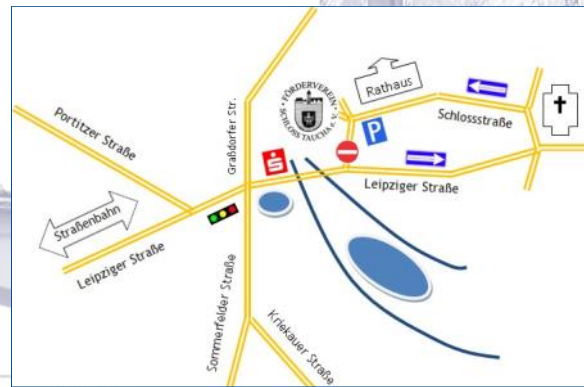 Portitzer Straße
Graßdorfer Str.
· FÖRDERVEREIN ·
SCHLOSS TAUCHA e. V.
Rathaus
Schlossstraße
P
S
Straßenbahn
Leipziger Straße
Leipziger Straße
Sommerfelder Straße
Kriekauer Straße